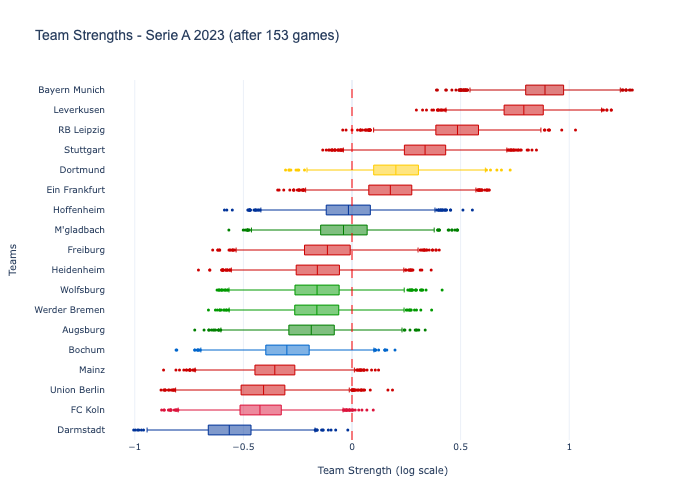 Team Strengths - Serie A 2023 (after 153 games)
Bayern Munich
Leverkusen
RB Leipzig
Stuttgart
Dortmund
Ein Frankfurt
Hoffenheim
M'gladbach
Freiburg
Heidenheim
Wolfsburg
Werder Bremen
Augsburg
Bochum
Mainz
Union Berlin
FC Koln
Darmstadt
Teams
−1 −0.5 0 0.5 1
Team Strength (log scale)